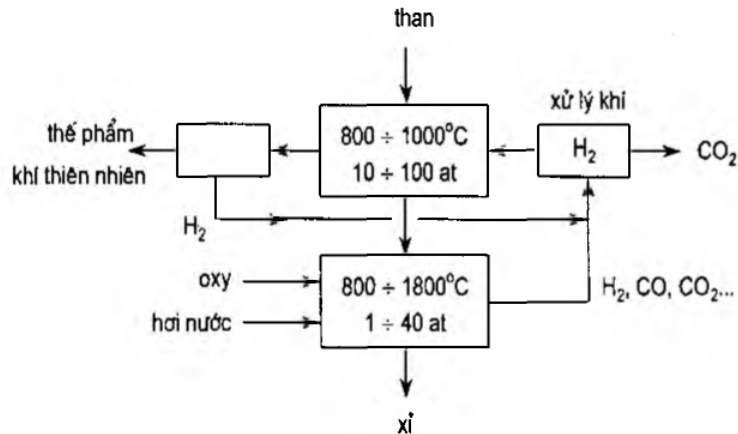 than
xử lý khí
thế phẩm
khí thiên nhiên
800 ÷ 1000°C
10 ÷ 100 at
H₂
CO₂
H₂
oxy
hơi nước
800 ÷ 1800°C
1 ÷ 40 at
H₂, CO, CO₂...
xỉ